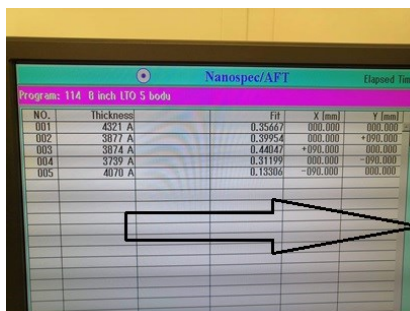 Nanospec/AFT Elapsed Tim
Program: 114 8 inch LTO 5 bodu
NO. Thickness Fit X [mm] Y [mm]
001 4321 A 0.35667 000.000 000.000
002 3877 A 0.39954 000.000 +090.000
003 3874 A 0.44047 +090.000 000.000
004 3739 A 0.31199 000.000 -090.000
005 4070 A 0.13306 -090.000 000.000